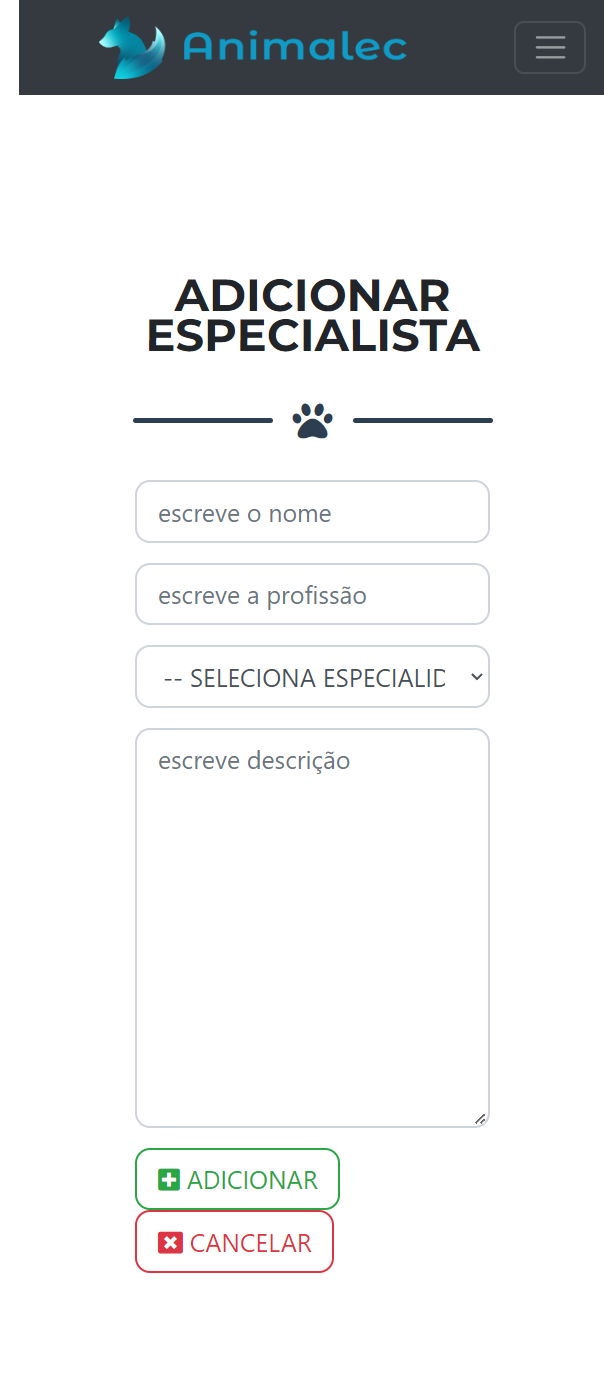 Animalec
ADICIONAR
ESPECIALISTA
escreve o nome
escreve a profissão
-- SELECIONA ESPECIALID
escreve descrição
ADICIONAR
CANCELAR